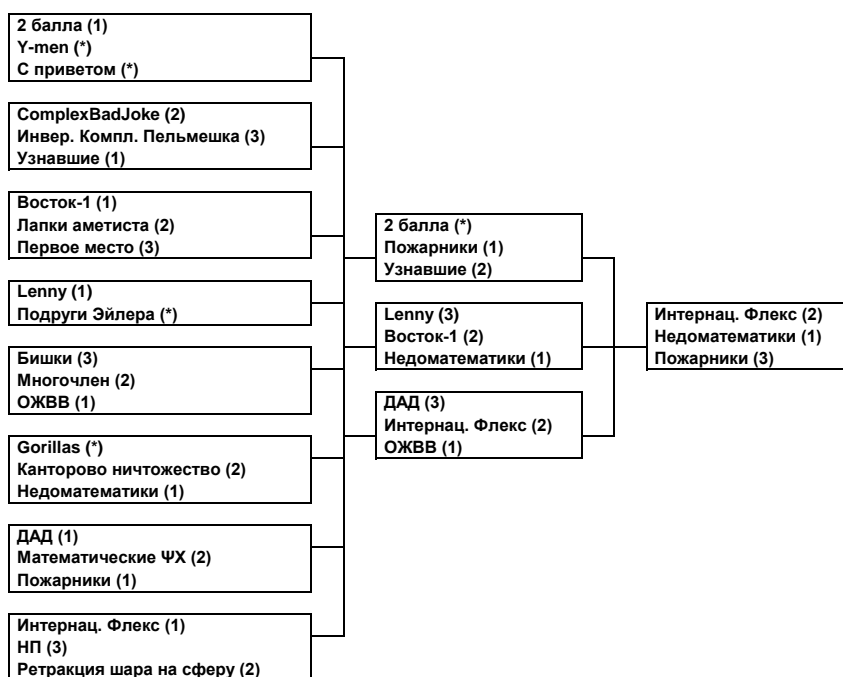 2 балла (1)
Y-men (*)
С приветом (*)
ComplexBadJoke (2)
Инвер. Компл. Пельмешка (3)
Узнавшие (1)
Восток-1 (1)
Лапки аметиста (2)
Первое место (3)
Lenny (1)
Подруги Эйлера (*)
Бишки (3)
Многочлен (2)
ОЖВВ (1)
Gorillas (*)
Канторово ничтожество (2)
Недоматематики (1)
ДАД (1)
Математические ΨΧ (2)
Пожарники (1)
Интернац. Флекс (1)
НП (3)
Ретракция шара на сферу (2)
2 балла (*)
Пожарники (1)
Узнавшие (2)
Lenny (3)
Восток-1 (2)
Недоматематики (1)
ДАД (3)
Интернац. Флекс (2)
ОЖВВ (1)
Интернац. Флекс (2)
Недоматематики (1)
Пожарники (3)